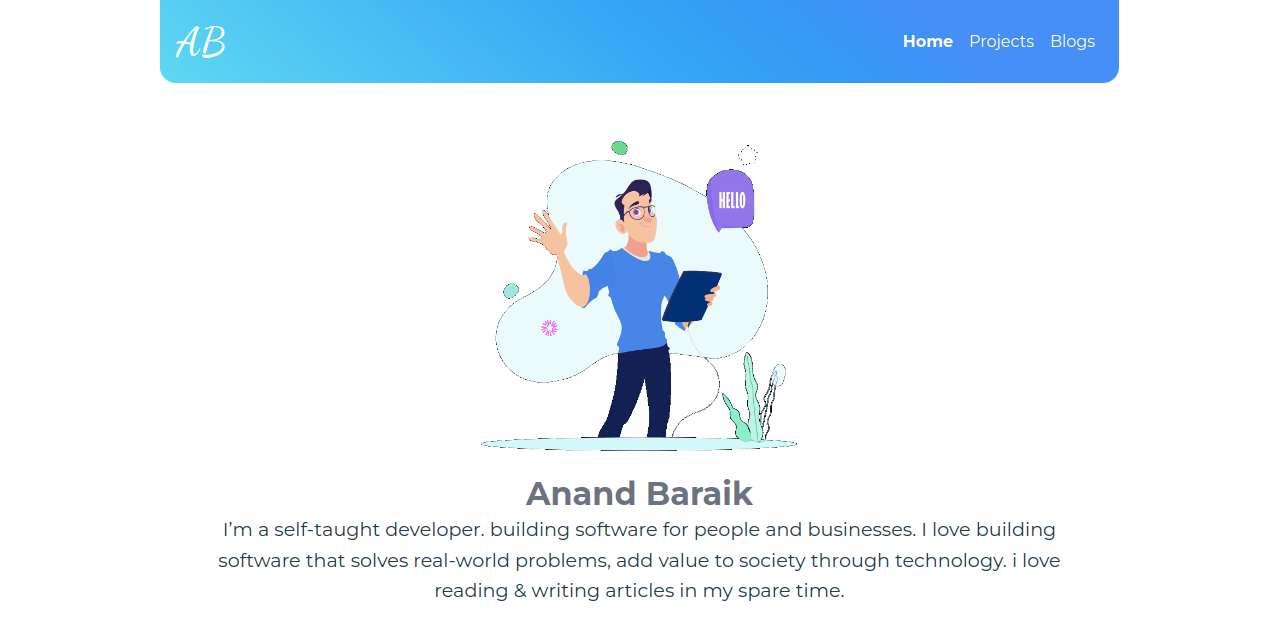 AB
Home Projects Blogs
HELLO
Anand Baraik
I’m a self-taught developer. building software for people and businesses. I love building
software that solves real-world problems, add value to society through technology. i love
reading & writing articles in my spare time.